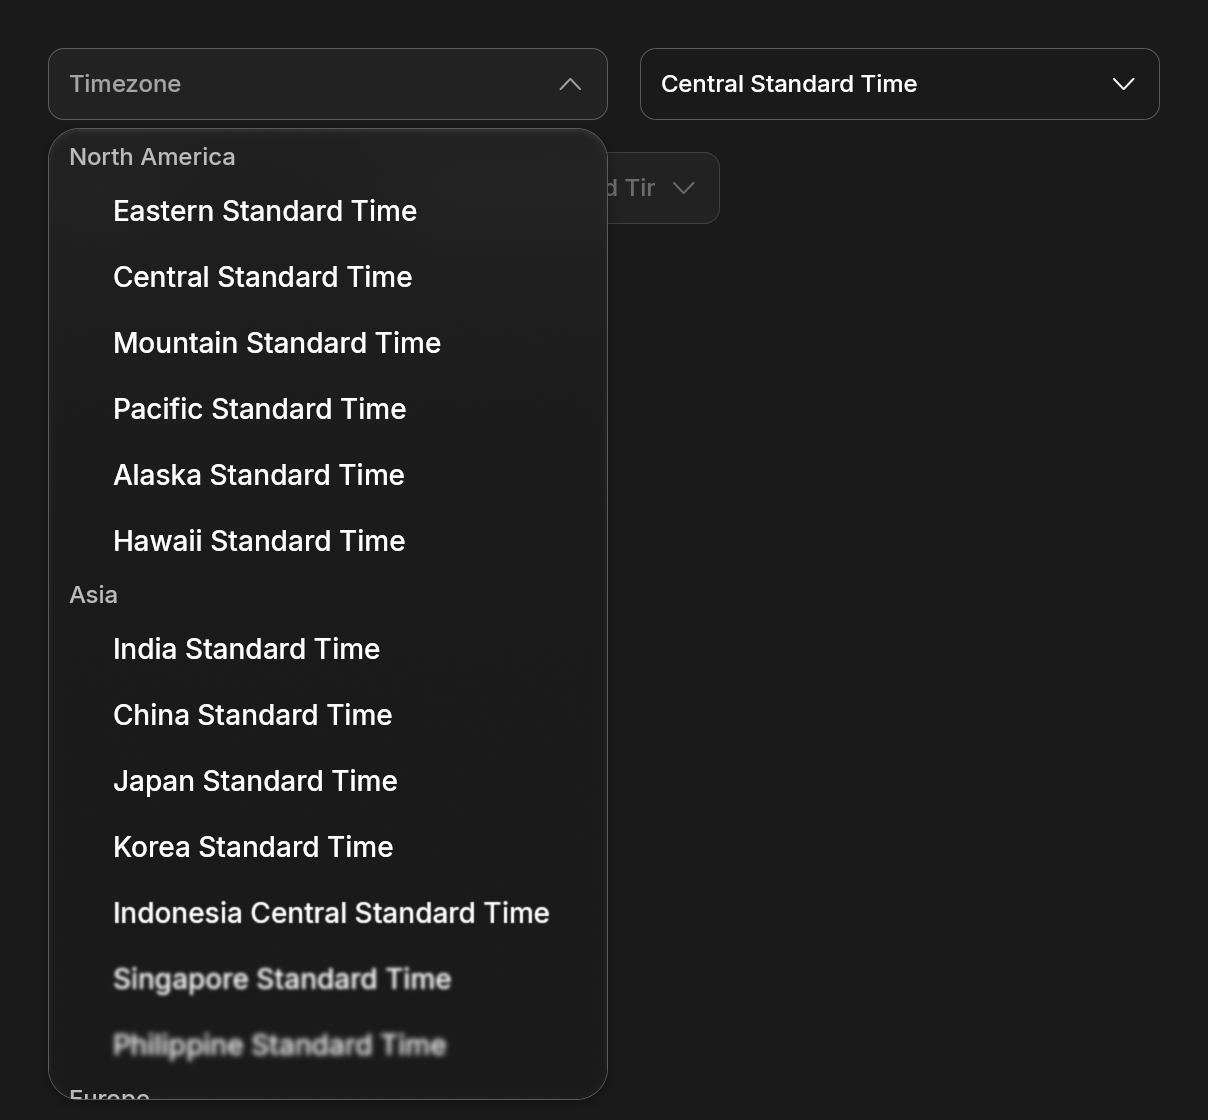 Timezone
Central Standard Time
North America
d Tir
Eastern Standard Time
Central Standard Time
Mountain Standard Time
Pacific Standard Time
Alaska Standard Time
Hawaii Standard Time
Asia
India Standard Time
China Standard Time
Japan Standard Time
Korea Standard Time
Indonesia Central Standard Time
Singapore Standard Time
Philippine Standard Time
Europe